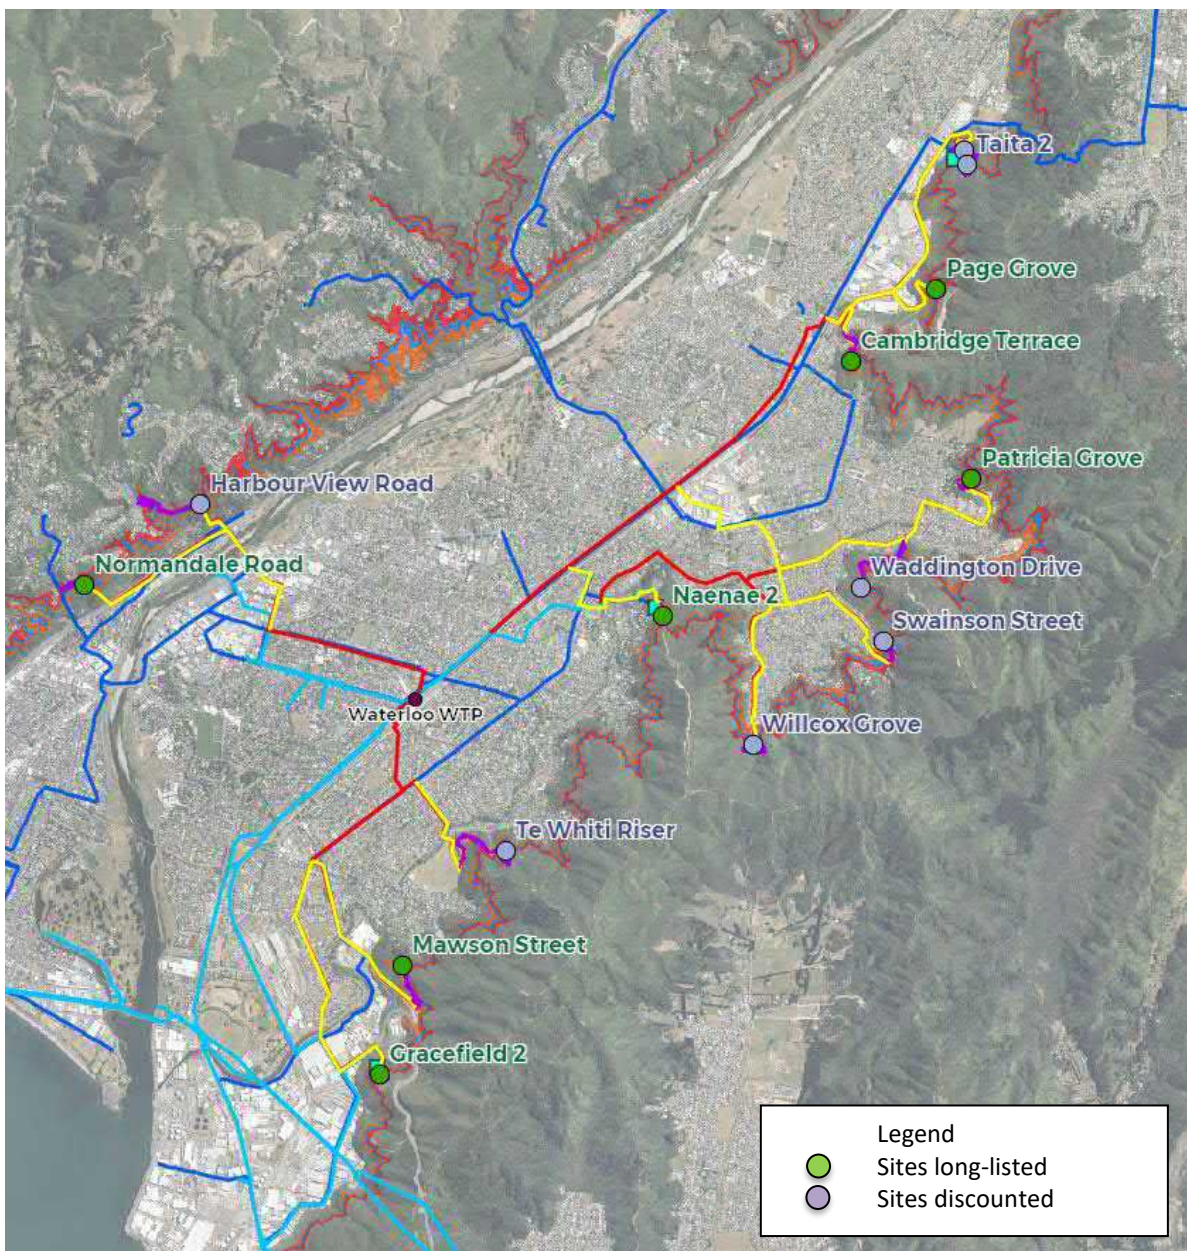 Taita 2
Page Grove
Cambridge Terrace
Patricia Grove
Harbour View Road
Normandale Road
Waddington Drive
Naenae 2
Swainson Street
Waterloo WTP
Willcox Grove
Te Whiti Riser
Mawson Street
Gracefield 2
Legend
Sites long-listed
Sites discounted